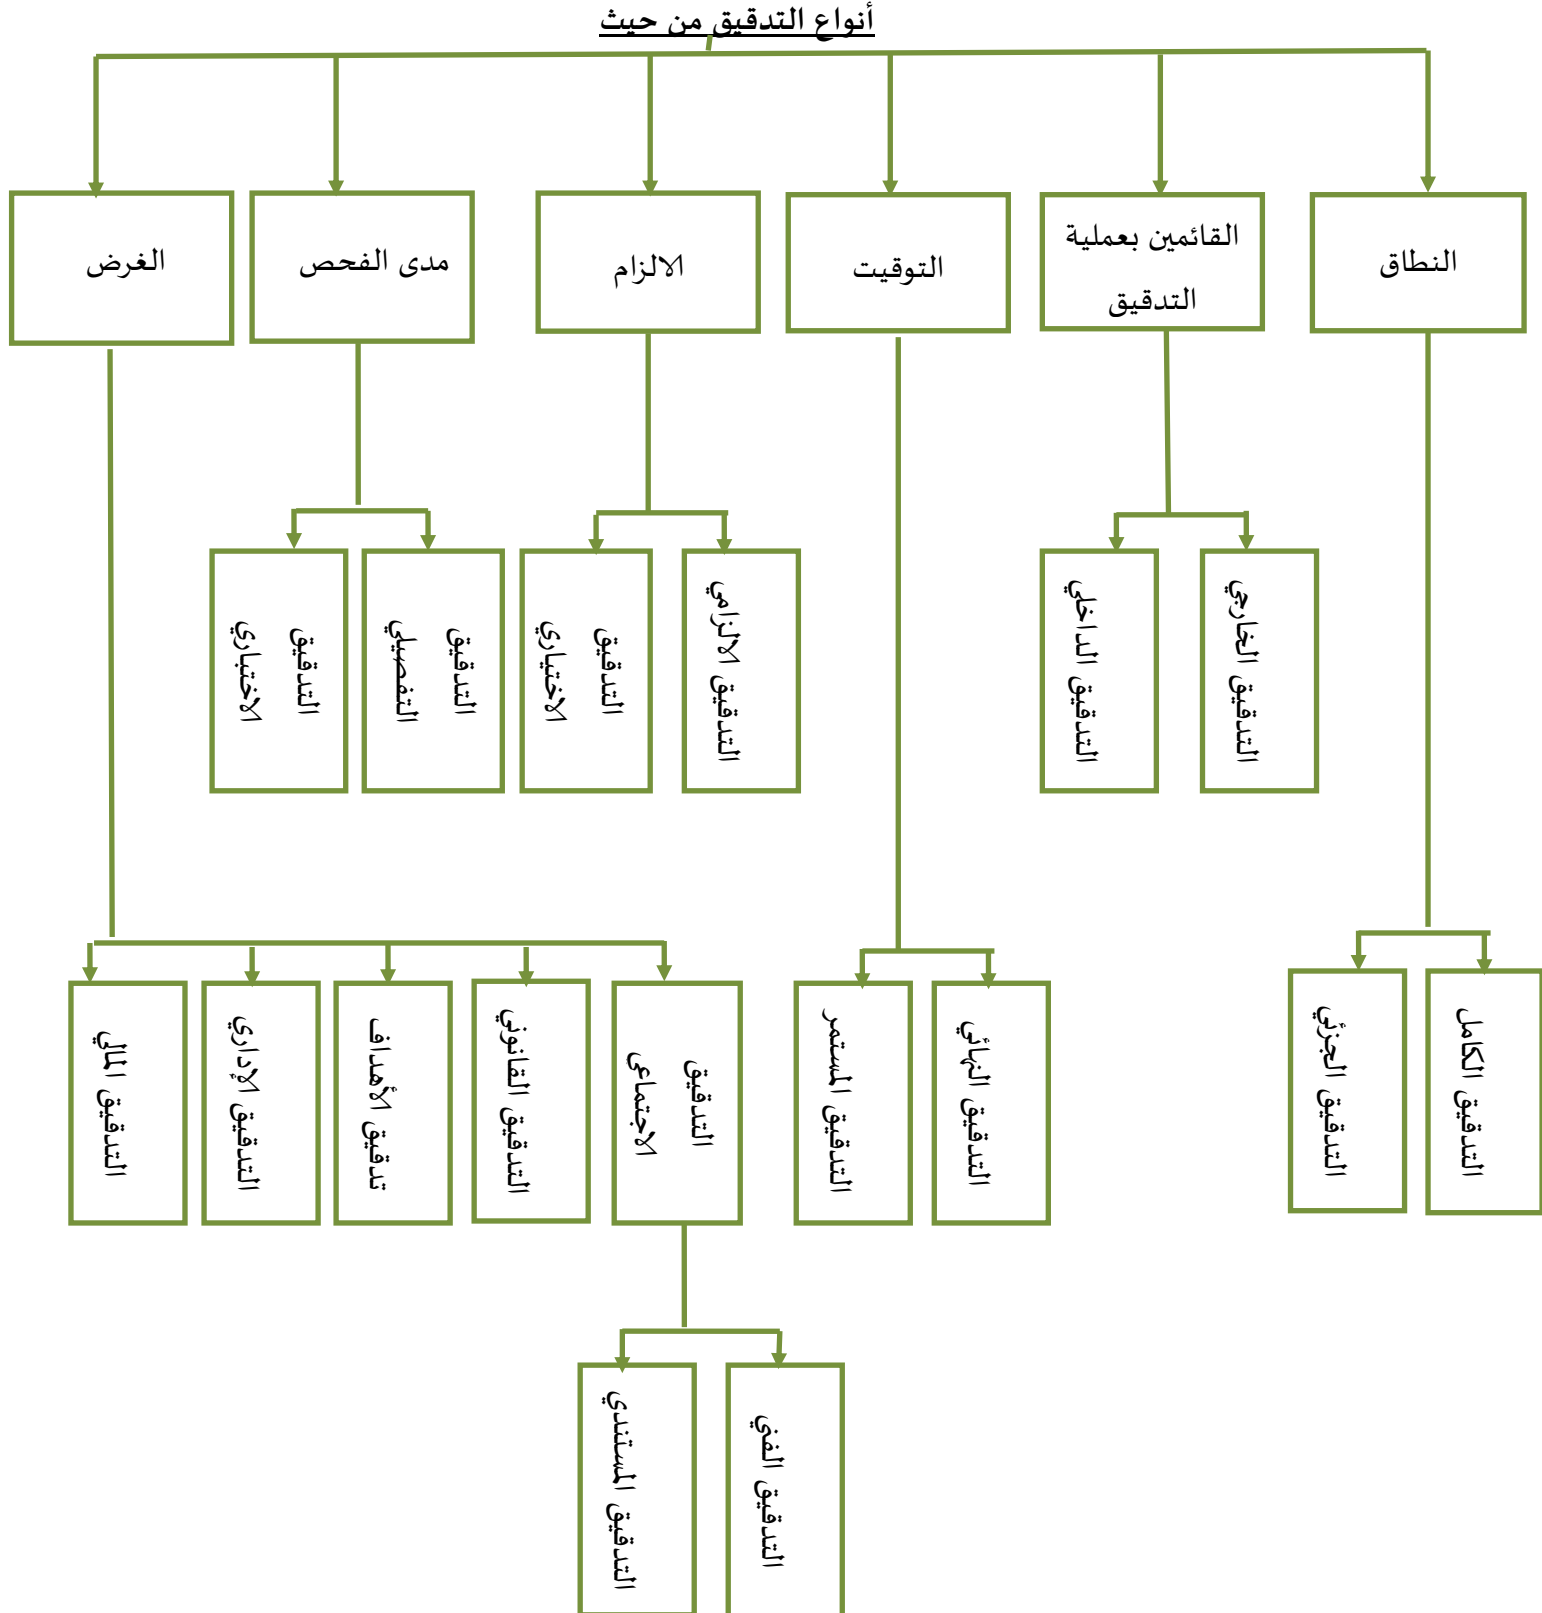 أنواع التدقيق من حيث
النطاق
القائمين بعملية
التدقيق
التوقيت
الالزام
مدى الفحص
الغرض
التدقيق الخارجي
التدقيق الداخلي
التدقيق الالزامي
التدقيق
الاختياري
التدقيق
التفصيلي
التدقيق
الاختباري
التدقيق الكامل
التدقيق الجزئي
التدقيق النهائي
التدقيق المستمر
التدقيق
الاجتماعي
التدقيق القانوني
تدقيق الأهداف
التدقيق الإداري
التدقيق المالي
التدقيق الفني
التدقيق المستندي